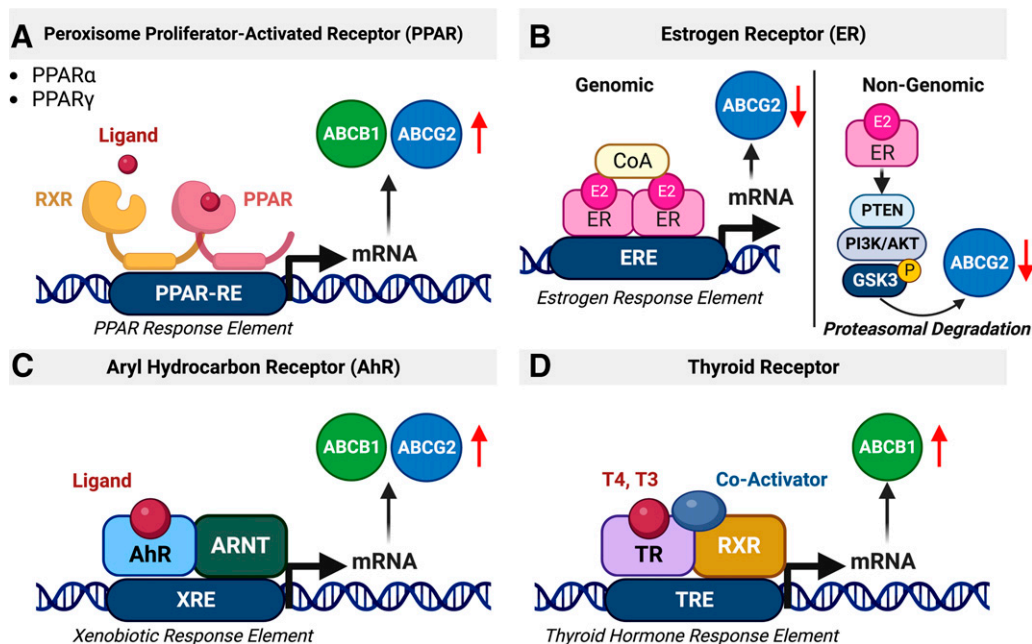 A
Peroxisome Proliferator-Activated Receptor (PPAR)
• PPARα
• PPARγ
Ligand
RXR
PPAR
ABCB1
ABCG2
mRNA
PPAR-RE
PPAR Response Element
B
Estrogen Receptor (ER)
Genomic
ABCG2
CoA
E2
E2
ER
ER
mRNA
ERE
Estrogen Response Element
Non-Genomic
E2
ER
PTEN
PI3K/AKT
GSK3
P
ABCG2
Proteasomal Degradation
C
Aryl Hydrocarbon Receptor (AhR)
ABCB1
ABCG2
Ligand
AhR
ARNT
mRNA
XRE
Xenobiotic Response Element
D
Thyroid Receptor
ABCB1
T4, T3
Co-Activator
TR
RXR
mRNA
TRE
Thyroid Hormone Response Element